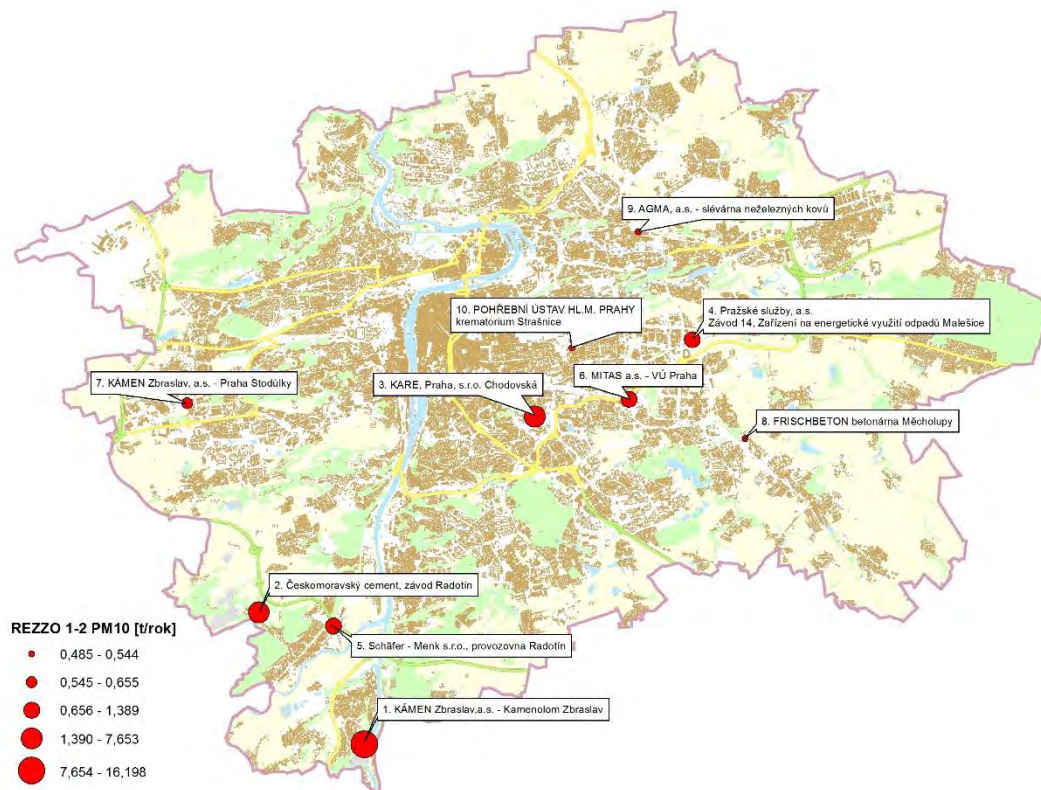 9. AGMA, a.s. - slévárna neželezných kovů
10. POHŘEBNÍ ÚSTAV HL.M. PRAHY
krematorium Strašnice
4. Pražské služby, a.s.
Závod 14, Zařízení na energetické využití odpadů Malešice
7. KÁMEN Zbraslav, a.s. - Praha Stodůlky
3. KARE, Praha, s.r.o. Chodovská
6. MITAS a.s. - VÚ Praha
8. FRISCHBETON betonárna Měcholupy
2. Českomoravský cement, závod Radotín
5. Schäfer - Menk s.r.o., provozovna Radotín
1. KÁMEN Zbraslav,a.s. - Kamenolom Zbraslav
REZZO 1-2 PM10 [t/rok]
0,485 - 0,544
0,545 - 0,655
0,656 - 1,389
1,390 - 7,653
7,654 - 16,198